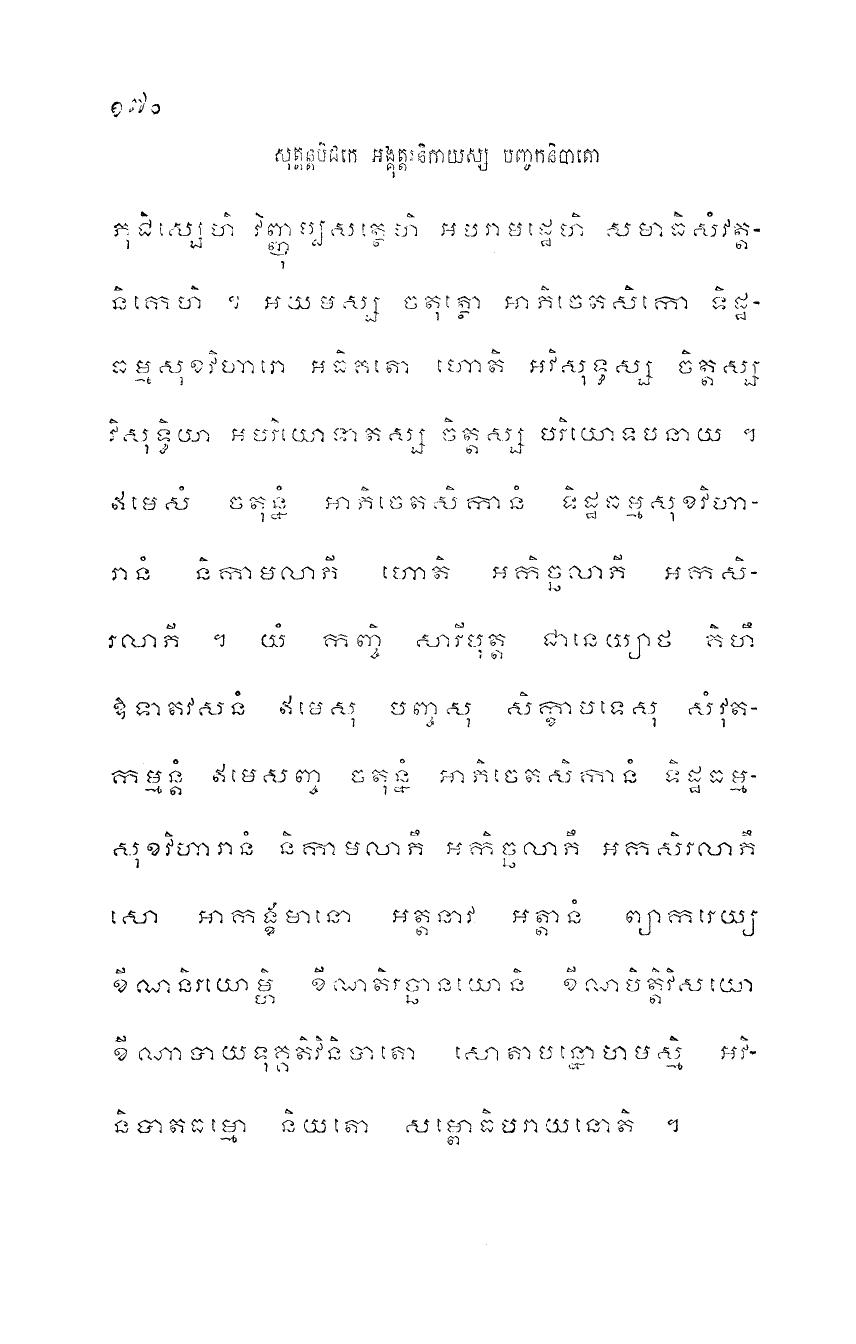 ១៧០
សុត្តន្តបិដកេ អង្គុត្តរនិកាយស្ស បញ្ចកនិបាតោ
ភុជិស្សេហិ វិញ្ញុប្បសត្ថេហិ អបរាមដ្ឋេហិ សមាធិសំវត្ត-
និកេហិ ។ អយមស្ស ចតុត្ថោ អាភិចេតសិកោ ទិដ្ឋ-
ធម្មសុខវិហារោ អធិកតោ ហោតិ អវិសុទ្ធស្ស ចិត្តស្ស
វិសុទ្ធិយា អបរិយោទាតស្ស ចិត្តស្ស បរិយោទបនាយ ។
ឥមេសំ ចតុន្នំ អាភិចេតសិកានំ ទិដ្ឋធម្មសុខវិហា-
រានំ និកាមលាភី ហោតិ អកិច្ឆលាភី អកសិ-
រលាភី ។ យំ កញ្ចិ សារីបុត្ត ជានេយ្យាថ គិហឹ
ឱទាតវសនំ ឥមេសុ បញ្ចសុ សិក្ខាបទេសុ សំវុត-
កម្មន្តំ ឥមេសញ្ច ចតុន្នំ អាភិចេតសិកានំ ទិដ្ឋធម្ម-
សុខវិហារានំ និកាមលាភឹ អកិច្ឆលាភឹ អកសិរលាភឹ
សោ អាកង្ខមានោ អត្តនាវ អត្តានំ ព្យាករេយ្យ
ខីណនិរយោម្ហិ ខីណតិរច្ឆានយោនិ ខីណបិត្តិវិសយោ
ខីណាបាយទុគ្គតិវិនិបាតោ សោតាបន្នោហមស្មិ អវិ-
និបាតធម្មោ និយតោ សម្ពោធិបរាយនោតិ ។